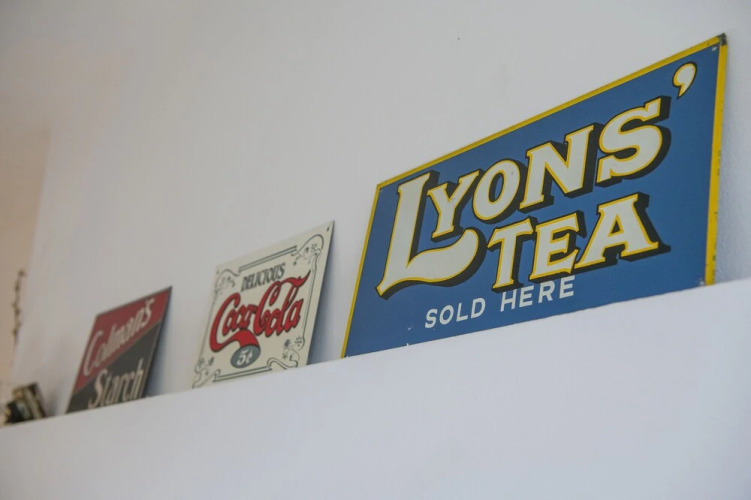 Colman's
Starch
DELICIOUS
Coca-Cola
5¢
LYONS'
TEA
SOLD HERE